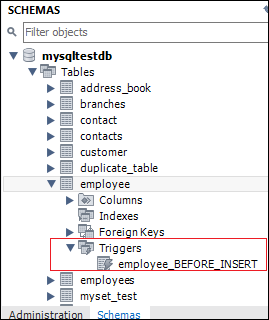 SCHEMAS
Filter objects
mysqltestdb
Tables
address_book
branches
contact
contacts
customer
duplicate_table
employee
Columns
Indexes
Foreign Keys
Triggers
employee_BEFORE_INSERT
employees
myset_test
Administration Schemas